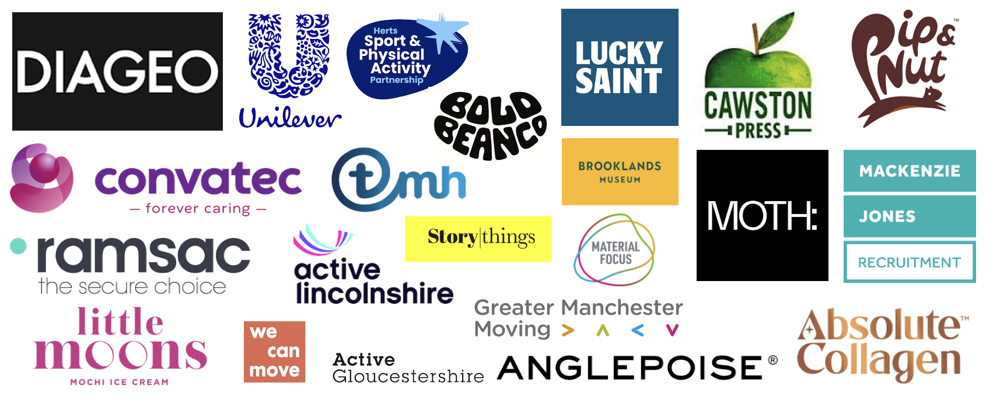 DIAGEO
Unilever
Herts
Sport &
Physical
Activity
Partnership
BOLD
BEAN CO
LUCKY
SAINT
CAWSTON
PRESS
Pip &
Nut
™
convatec
– forever caring –
tmh
BROOKLANDS
MUSEUM
MOTH:
MACKENZIE
JONES
RECRUITMENT
ramsac
the secure choice
active
lincolnshire
Story|things
MATERIAL
FOCUS
little
moons
MOCHI ICE CREAM
we
can
move
Active
Gloucestershire
Greater Manchester
Moving > ʌ < v
ANGLEPOISE®
Absolute™
Collagen